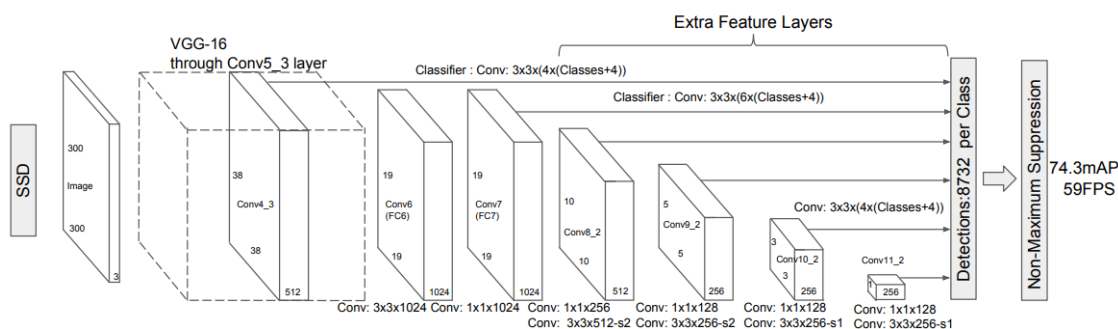 Extra Feature Layers
VGG-16
through Conv5_3 layer
Classifier : Conv: 3x3x(4x(Classes+4))
Classifier : Conv: 3x3x(6x(Classes+4))
SSD
300
Image
300
3
38
Conv4_3
38
512
19
Conv6
(FC6)
19
1024
19
Conv7
(FC7)
19
1024
10
Conv8_2
10
512
5
Conv9_2
5
256
Conv: 3x3x(4x(Classes+4))
3
Conv10_2
3
256
Conv11_2
1
256
Detections:8732 per Class
Non-Maximum Suppression
74.3mAP
59FPS
Conv: 3x3x1024
Conv: 1x1x1024
Conv: 1x1x256
Conv: 3x3x512-s2
Conv: 1x1x128
Conv: 3x3x256-s2
Conv: 1x1x128
Conv: 3x3x256-s1
Conv: 1x1x128
Conv: 3x3x256-s1